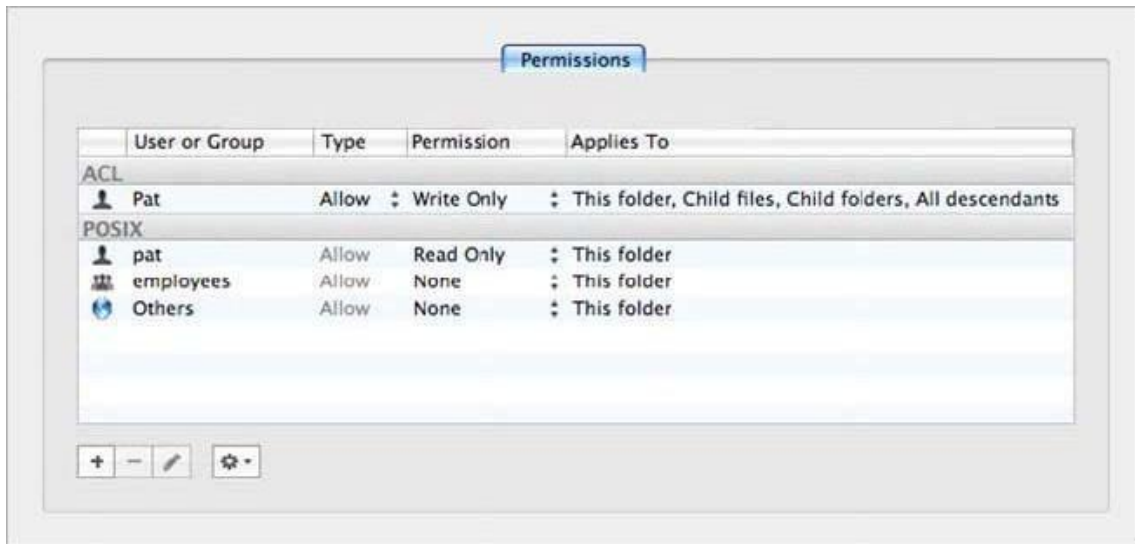 Permissions
User or Group Type Permission Applies To
ACL
Pat Allow Write Only This folder, Child files, Child folders, All descendants
POSIX
pat Allow Read Only This folder
employees Allow None This folder
Others Allow None This folder